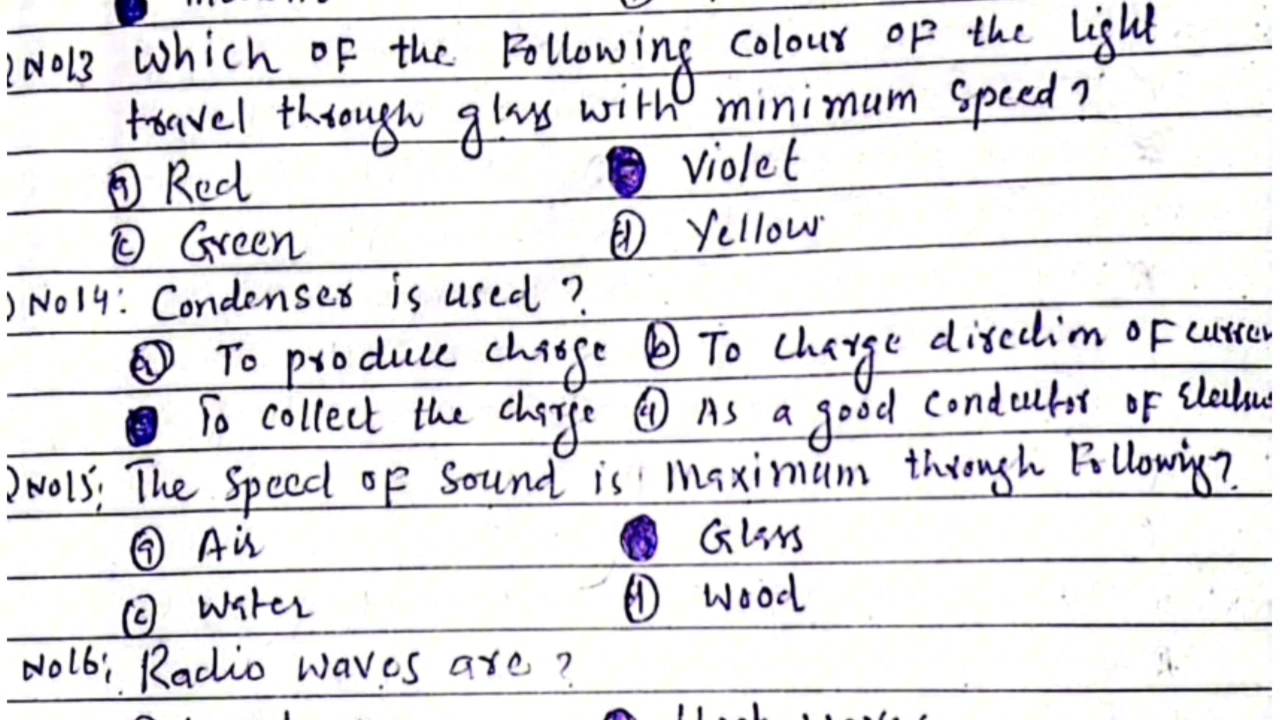 No13 Which of the Following colour of the light
travel through glass with minimum speed?
a Red
Violet
c Green
d Yellow
No14: Condenser is used?
a To produce charge b To charge direction of curren
To collect the charge d As a good conductor of
No15: The speed of sound is Maximum through Following?
a Air
Glass
c Water
d Wood
No16: Radio waves are?